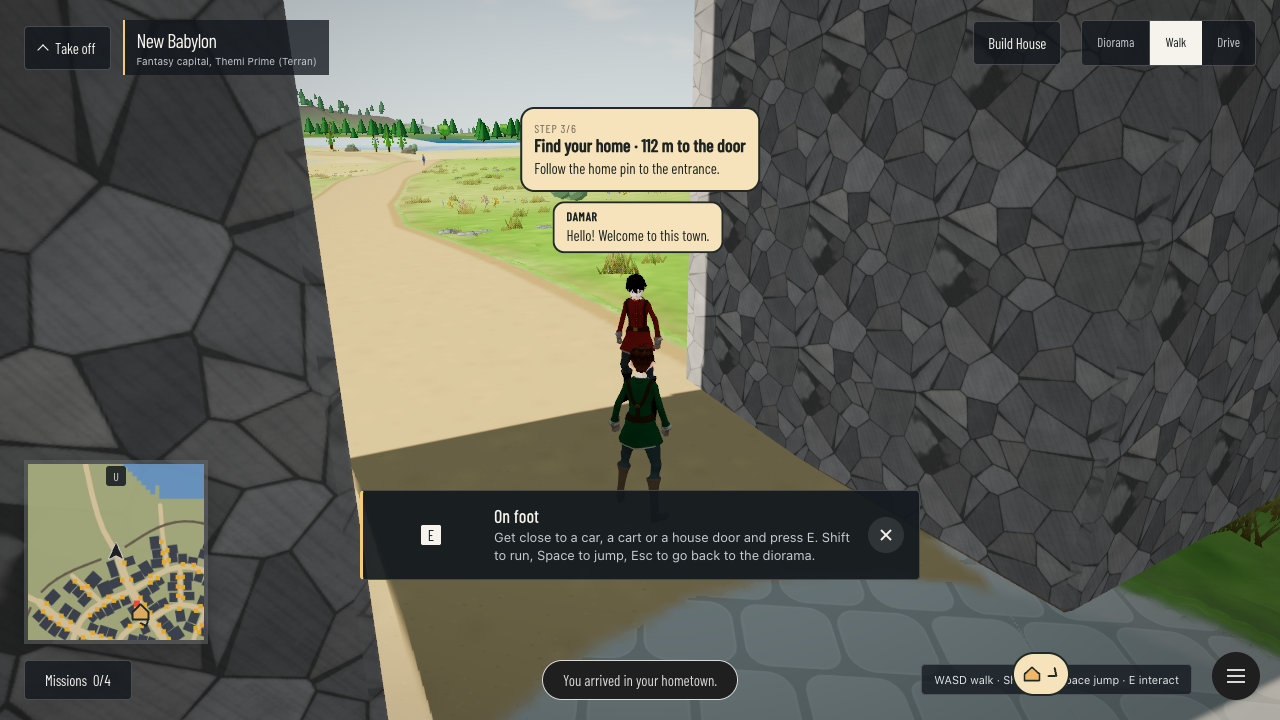 Take off
New Babylon
Fantasy capital, Themi Prime (Terran)
Build House
Diorama
Walk
Drive
STEP 3/6
Find your home · 112 m to the door
Follow the home pin to the entrance.
DAMAR
Hello! Welcome to this town.
U
E
On foot
Get close to a car, a cart or a house door and press E. Shift
to run, Space to jump, Esc to go back to the diorama.
Missions 0/4
You arrived in your hometown.
WASD walk · jump · E interact